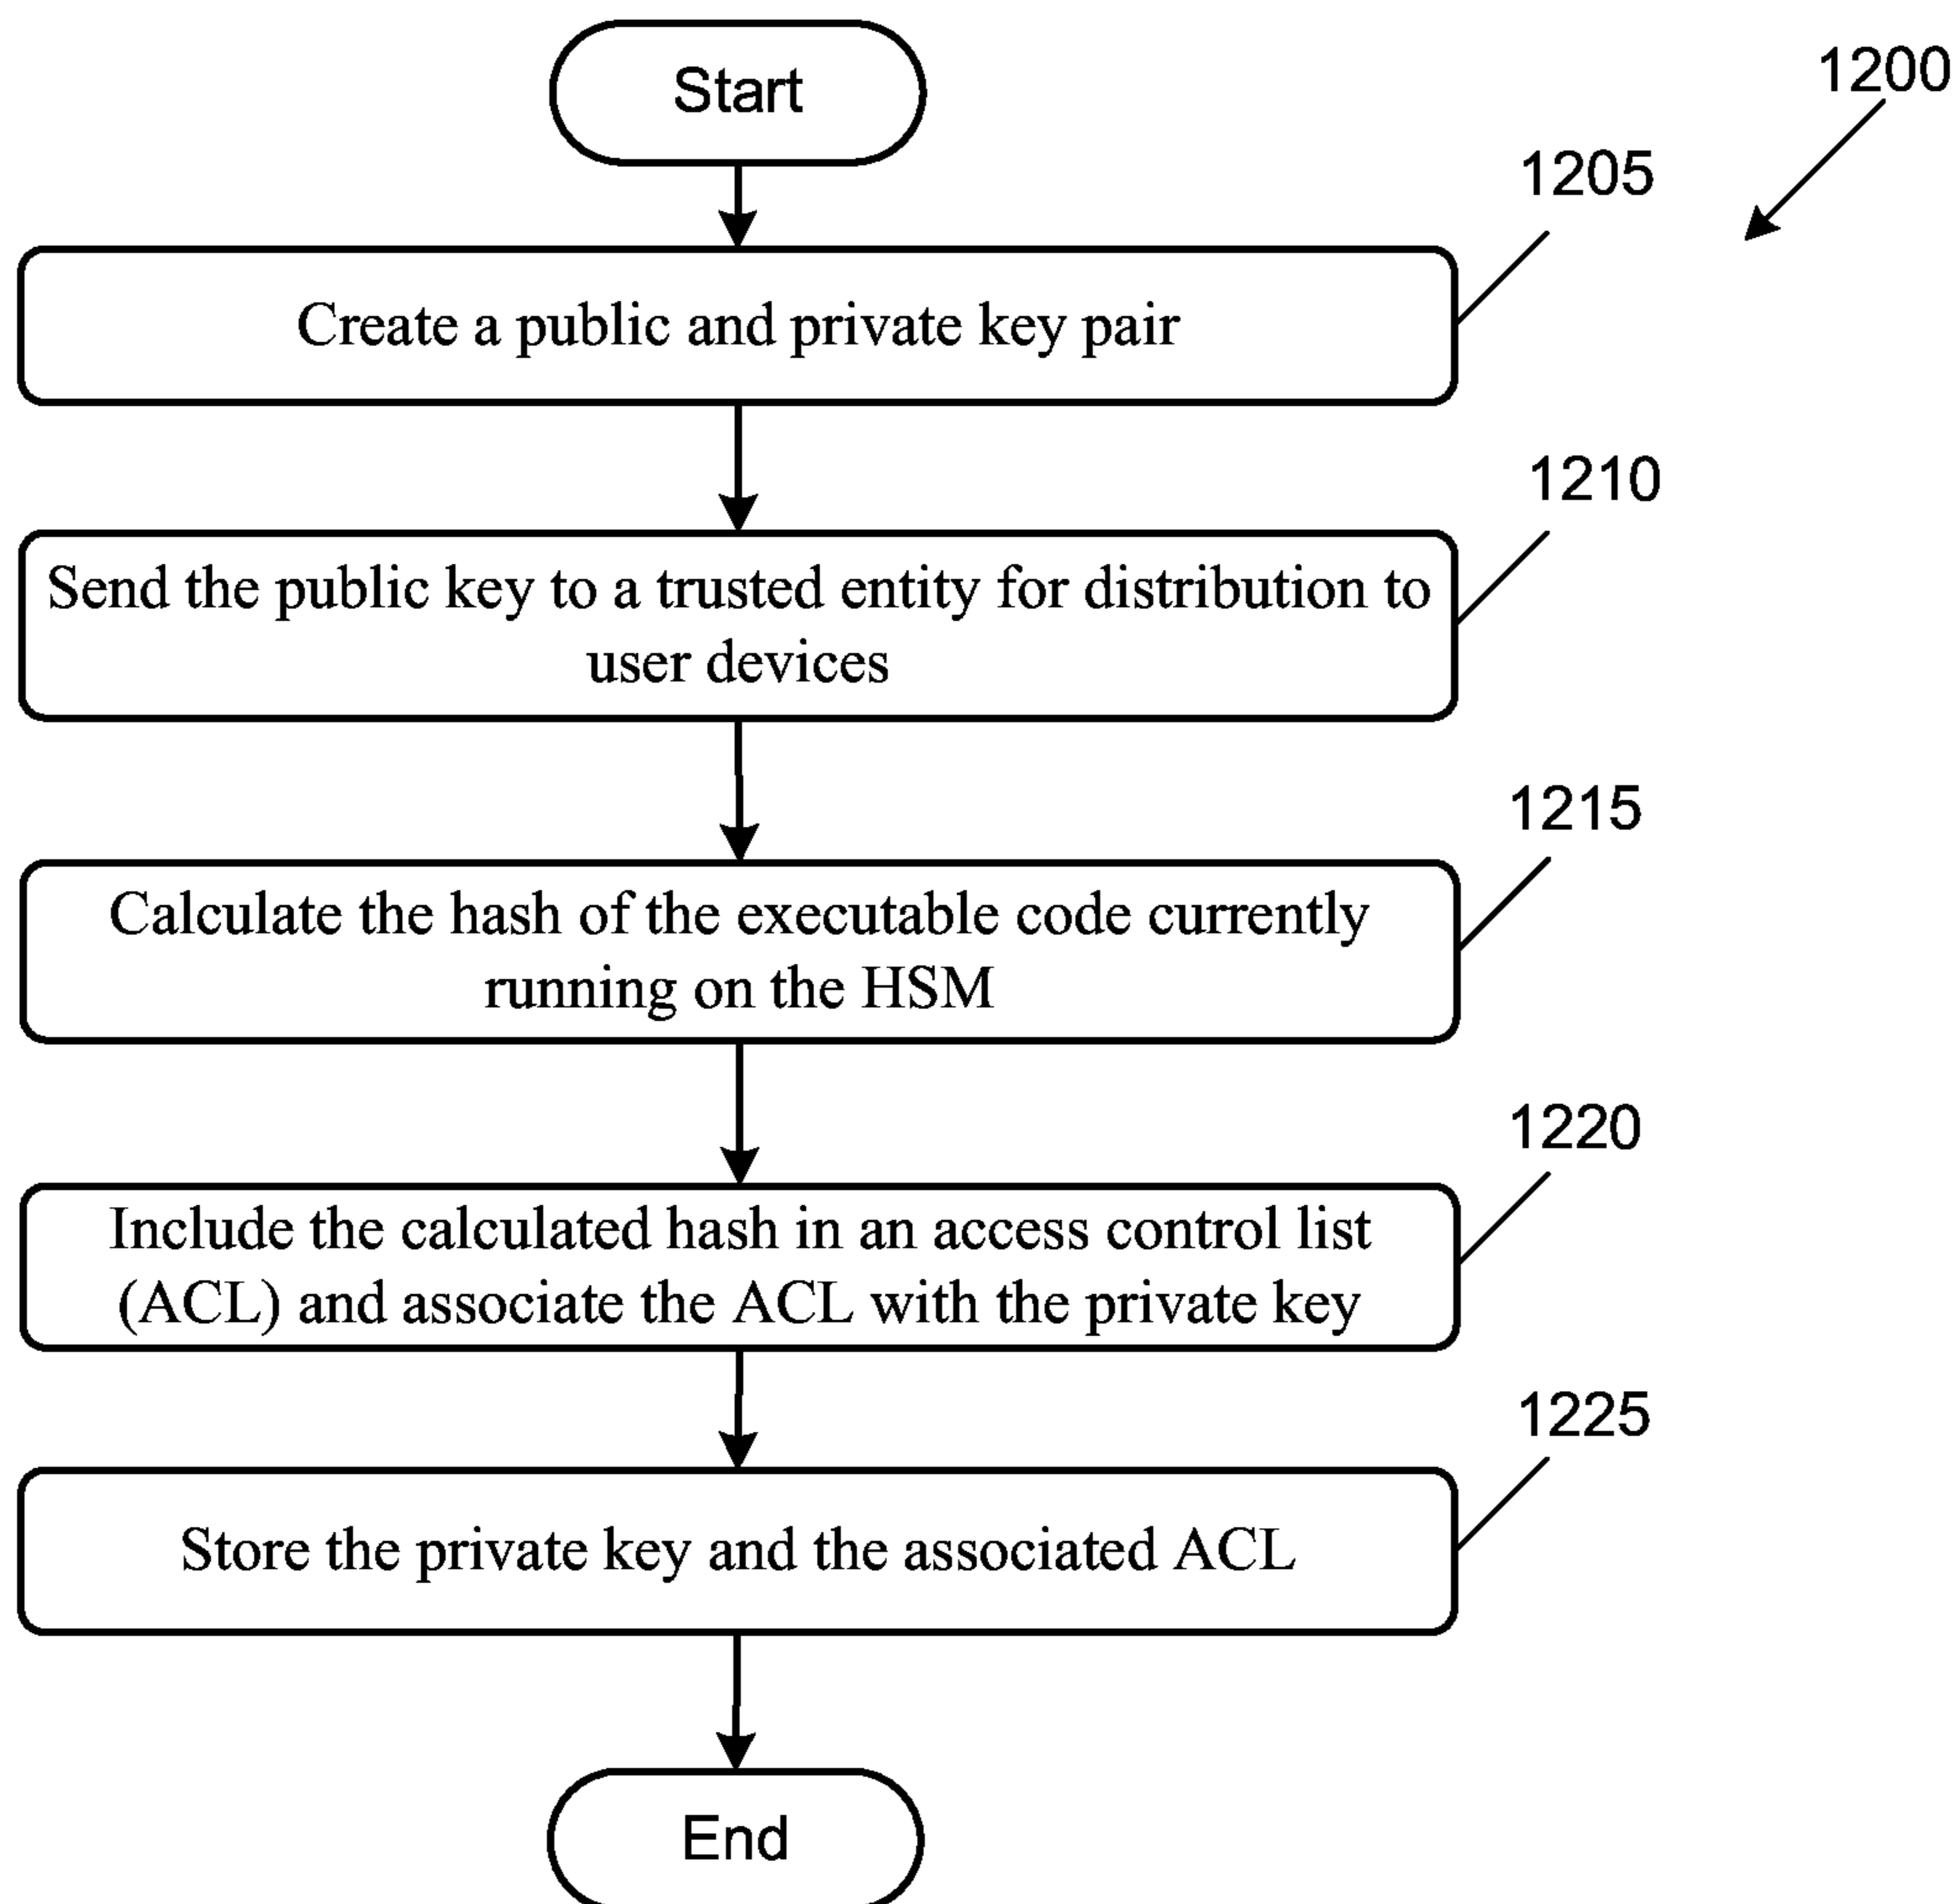 Start
1200
1205
Create a public and private key pair
1210
Send the public key to a trusted entity for distribution to
user devices
1215
Calculate the hash of the executable code currently
running on the HSM
1220
Include the calculated hash in an access control list
(ACL) and associate the ACL with the private key
1225
Store the private key and the associated ACL
End